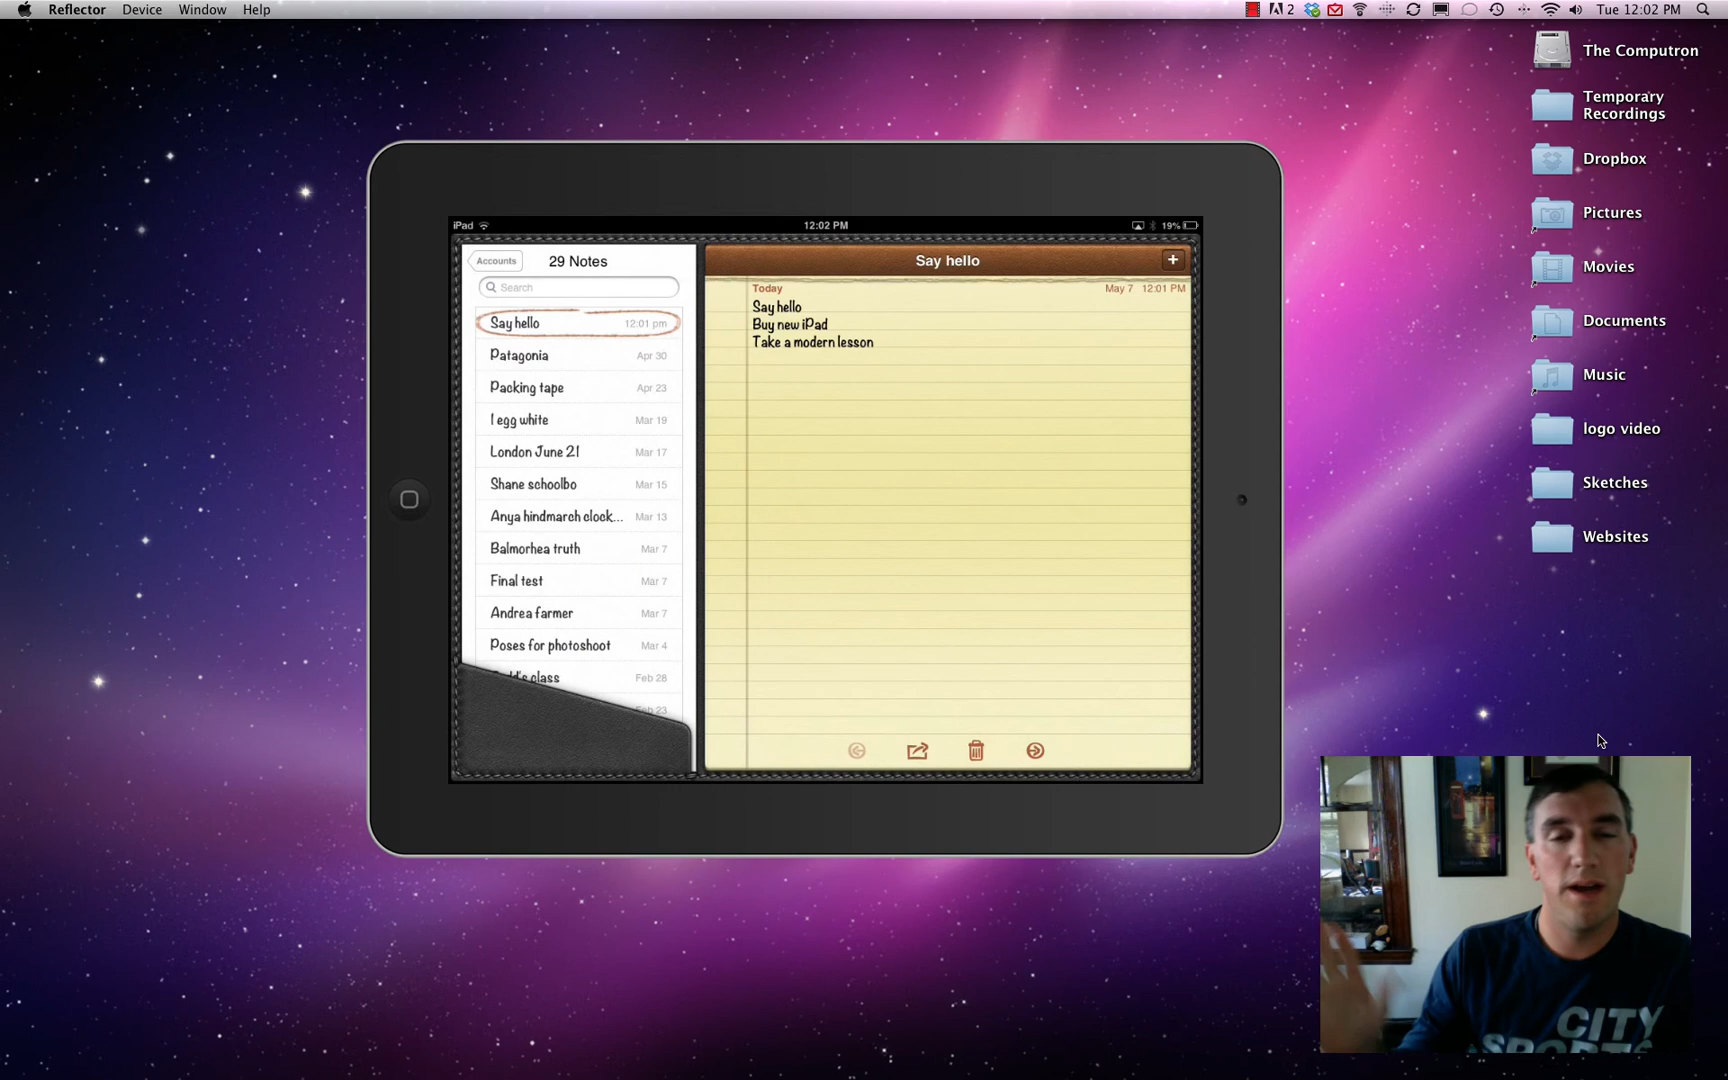 Reflector Device Window Help
2 Tue 12:02 PM
The Computron
Temporary
Recordings
Dropbox
Pictures
Movies
Documents
Music
logo video
Sketches
Websites
iPad 12:02 PM 19%
Accounts 29 Notes
Search
Say hello 12:01 pm
Patagonia Apr 30
Packing tape Apr 23
1 egg white Mar 19
London June 21 Mar 17
Shane schoolbo Mar 15
Anya hindmarch clock... Mar 13
Balmorhea truth Mar 7
Final test Mar 7
Andrea farmer Mar 7
Poses for photoshoot Mar 4
class Feb 28
Feb 23
Say hello +
Today May 7 12:01 PM
Say hello
Buy new iPad
Take a modern lesson
CITY
SPORTS